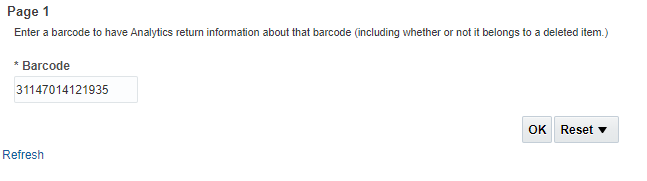 Page 1
Enter a barcode to have Analytics return information about that barcode (including whether or not it belongs to a deleted item.)
* Barcode
31147014121935
OK Reset ▼
Refresh